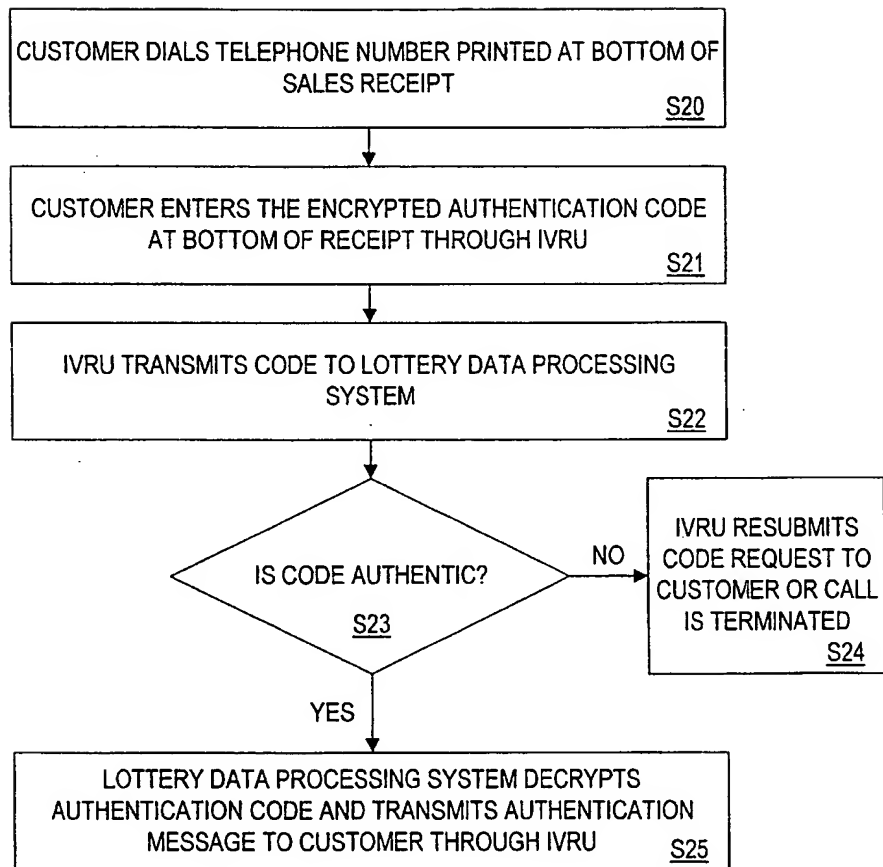 CUSTOMER DIALS TELEPHONE NUMBER PRINTED AT BOTTOM OF
SALES RECEIPT
S20
CUSTOMER ENTERS THE ENCRYPTED AUTHENTICATION CODE
AT BOTTOM OF RECEIPT THROUGH IVRU
S21
IVRU TRANSMITS CODE TO LOTTERY DATA PROCESSING
SYSTEM
S22
IS CODE AUTHENTIC?
S23
NO
IVRU RESUBMITS
CODE REQUEST TO
CUSTOMER OR CALL
IS TERMINATED
S24
YES
LOTTERY DATA PROCESSING SYSTEM DECRYPTS
AUTHENTICATION CODE AND TRANSMITS AUTHENTICATION
MESSAGE TO CUSTOMER THROUGH IVRU
S25